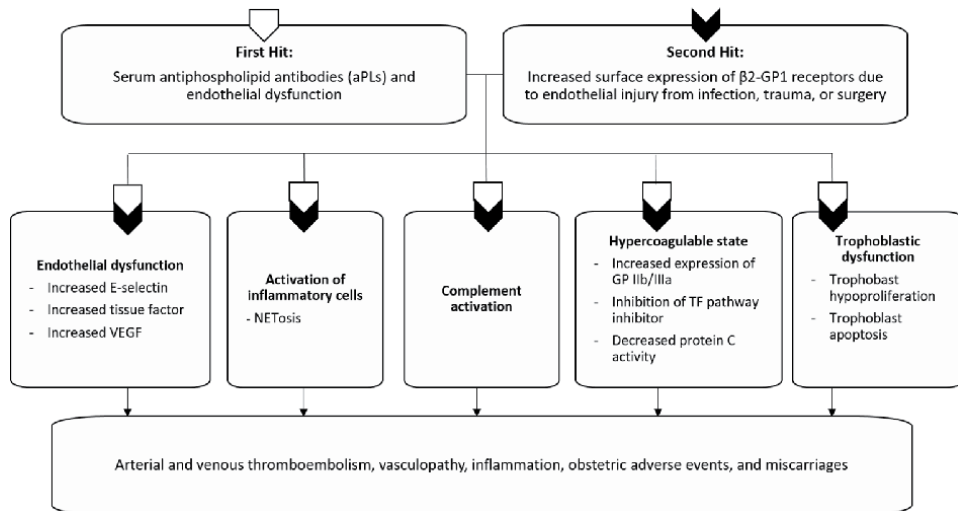 First Hit:
Serum antiphospholipid antibodies (aPLs) and
endothelial dysfunction
Second Hit:
Increased surface expression of β2-GP1 receptors due
to endothelial injury from infection, trauma, or surgery
Endothelial dysfunction
- Increased E-selectin
- Increased tissue factor
- Increased VEGF
Activation of
inflammatory cells
- NETosis
Complement
activation
Hypercoagulable state
- Increased expression of
GP IIb/IIIa
- Inhibition of TF pathway
inhibitor
- Decreased protein C
activity
Trophoblastic
dysfunction
- Trophobast
hypoproliferation
- Trophoblast
apoptosis
Arterial and venous thromboembolism, vasculopathy, inflammation, obstetric adverse events, and miscarriages